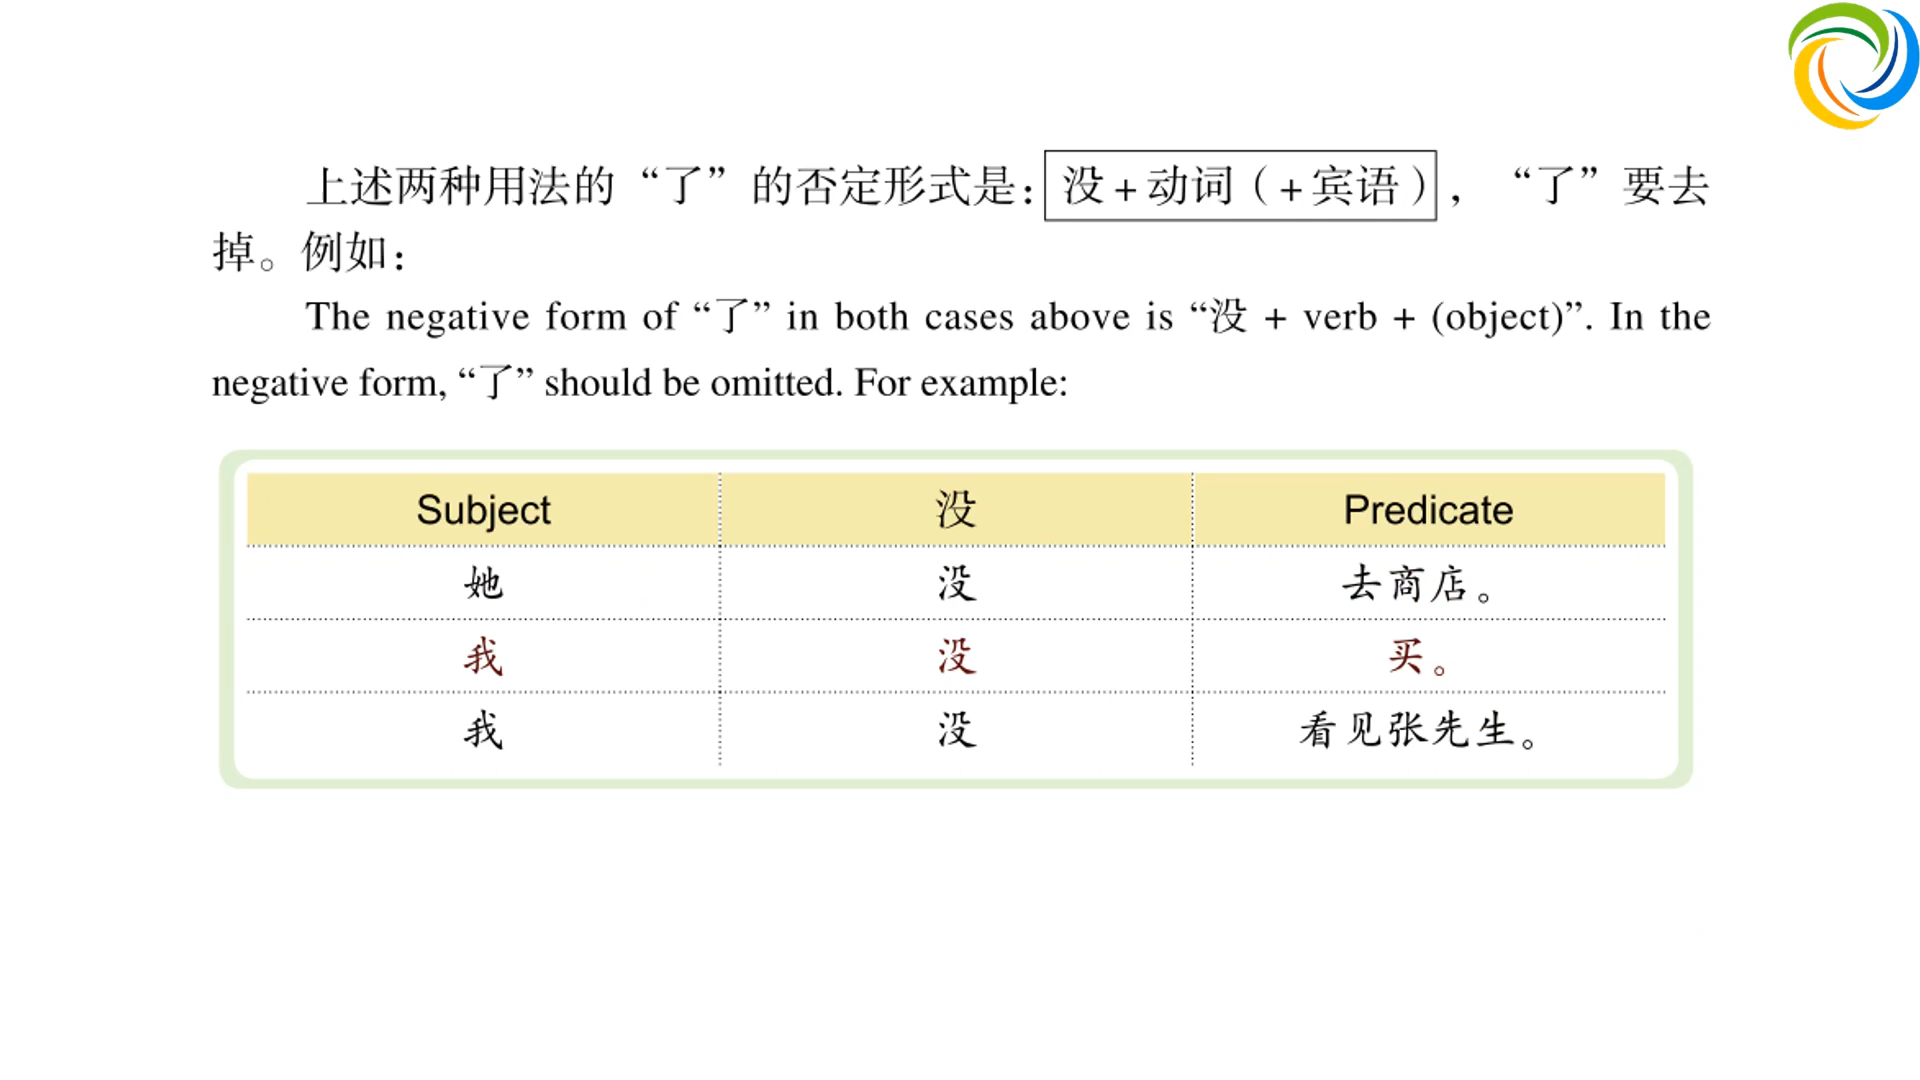 上述两种用法的“了”的否定形式是：没+动词（+宾语），“了”要去
掉。例如：
The negative form of “了” in both cases above is “没 + verb + (object)”. In the
negative form, “了” should be omitted. For example:
Subject 没 Predicate
她 没 去商店。
我 没 买。
我 没 看见张先生。